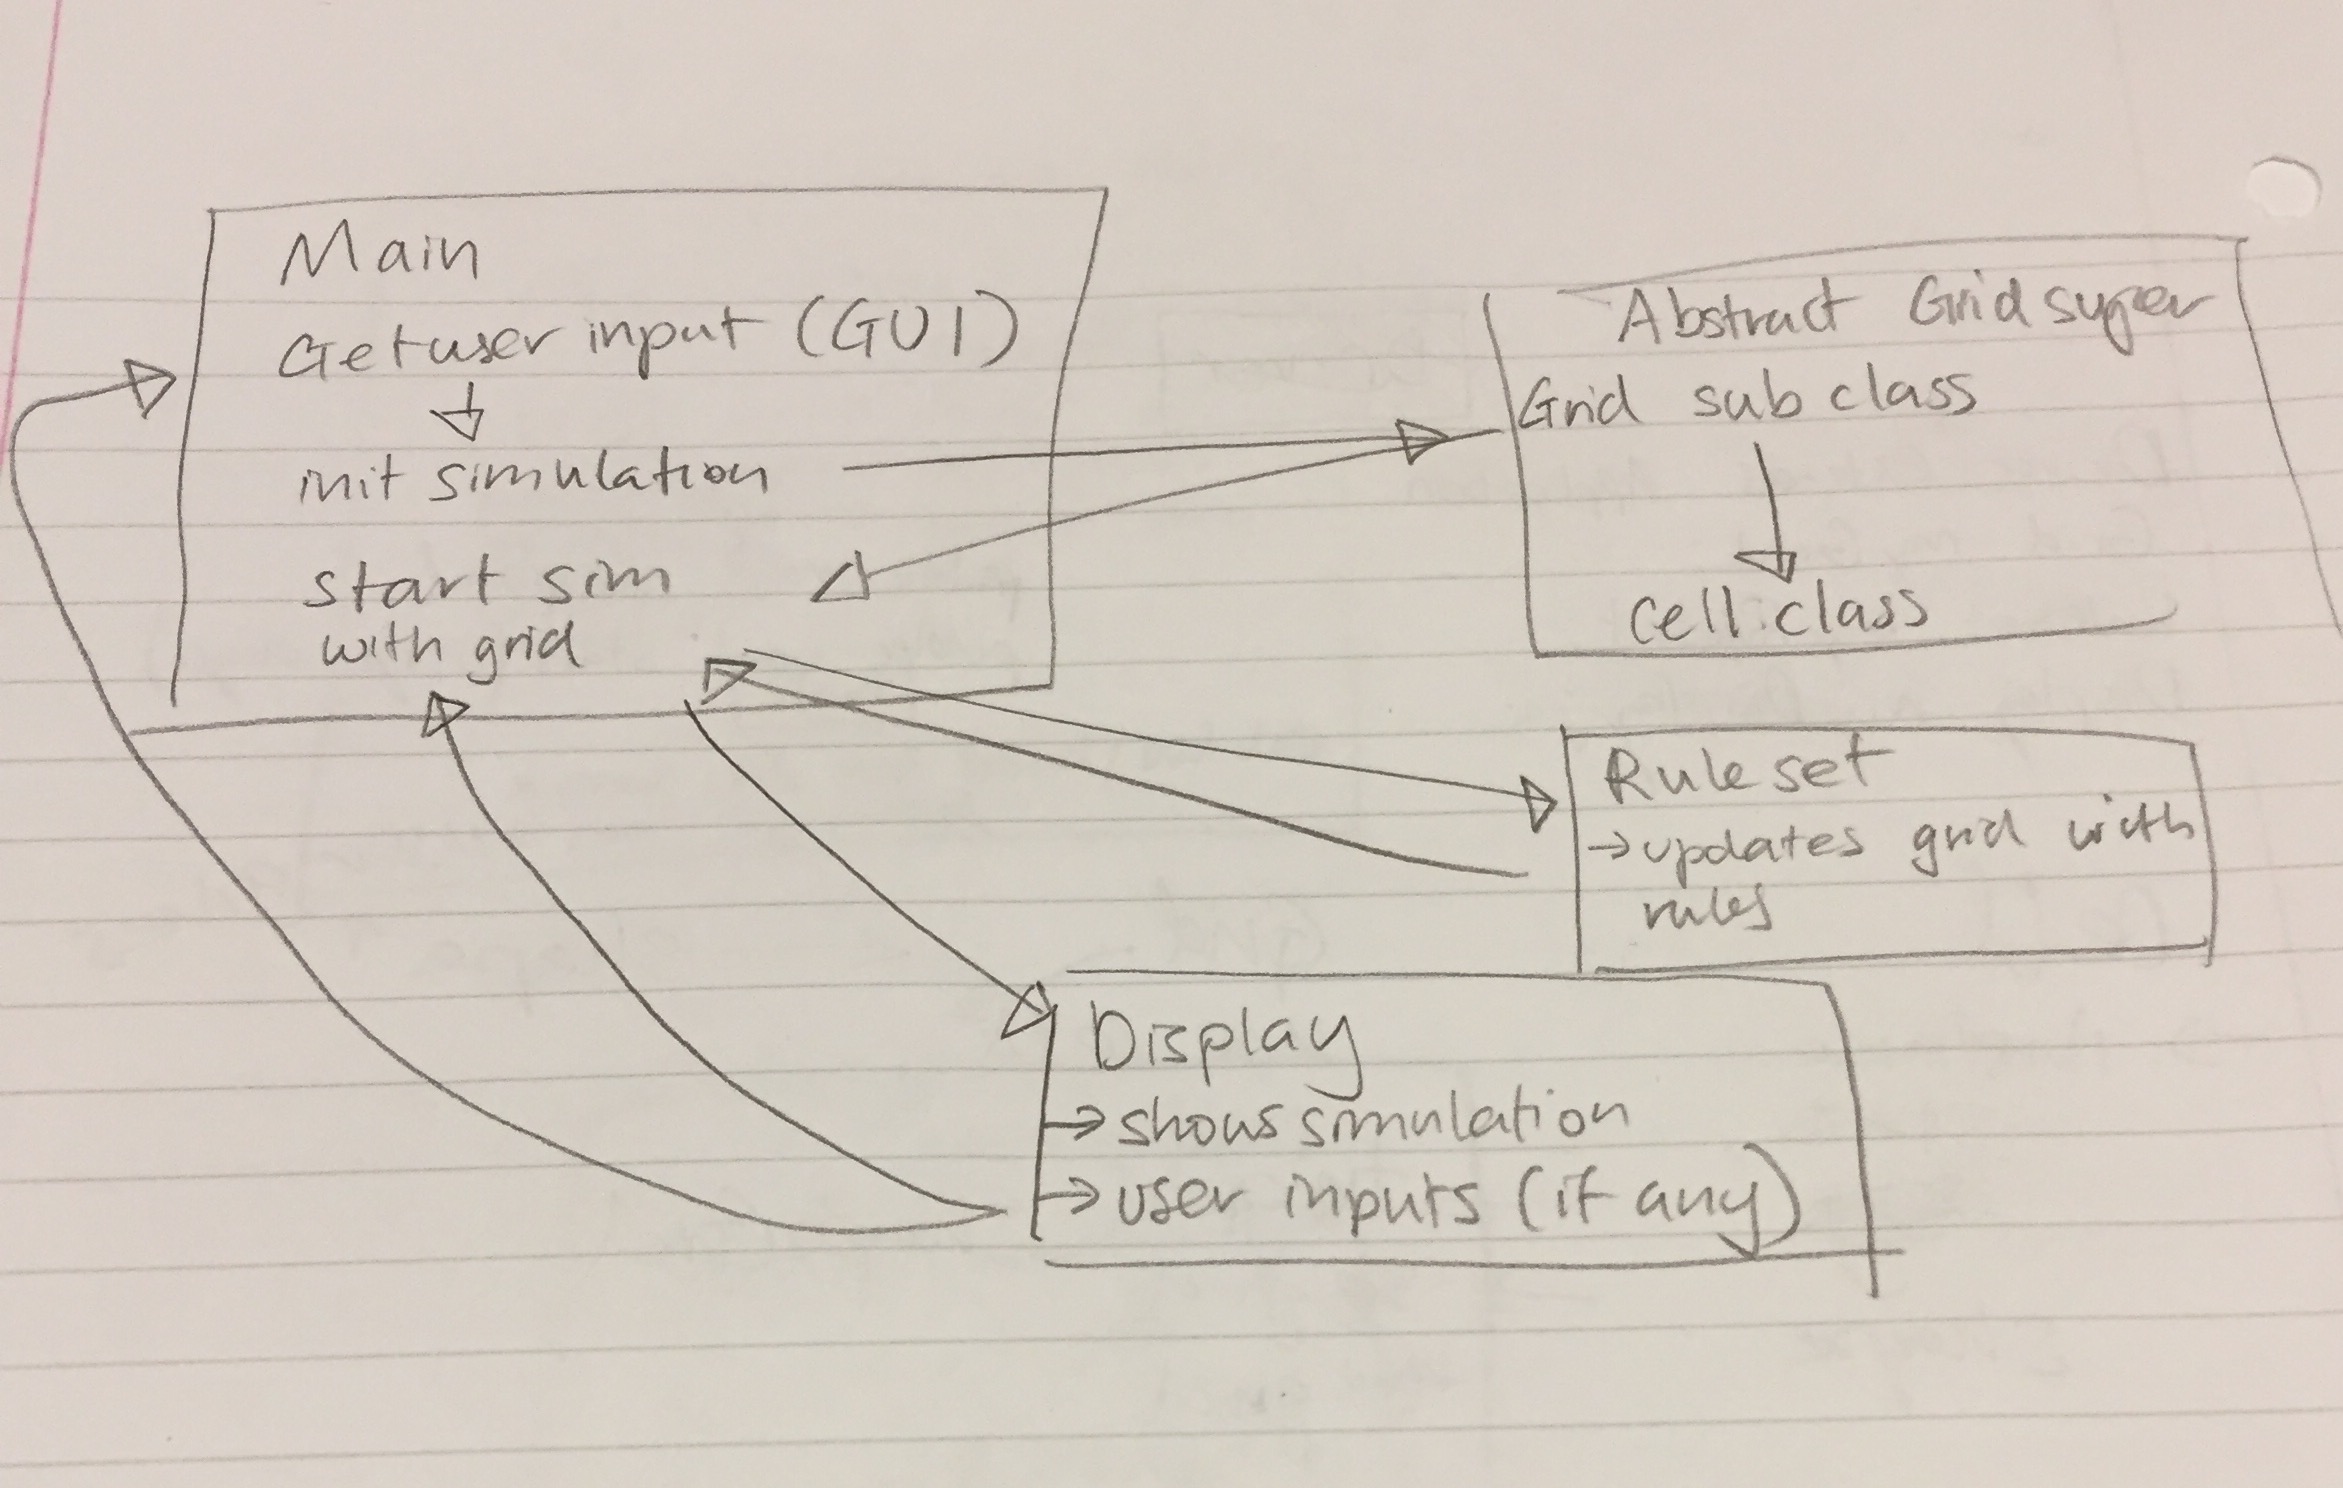 Main
Get user input (GUI)
init simulation
start sim
with grid
Abstract Grid super
Grid sub class
cell class
Rule set
→ updates grid with
rules
Display
→ shows simulation
→ user inputs (if any)